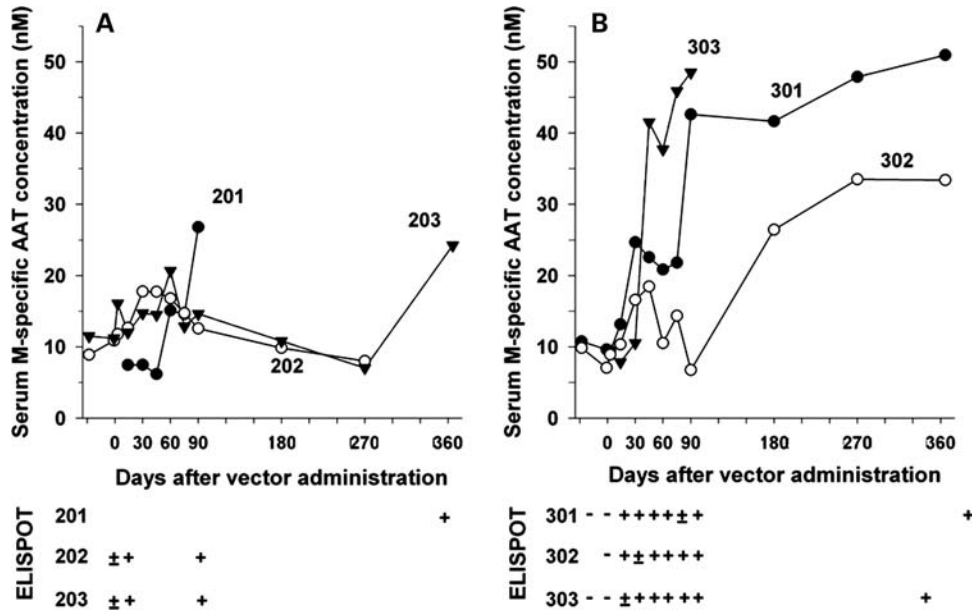 A
Serum M-specific AAT concentration (nM)
50
40
30
20
10
0
201
203
202
0 30 60 90 180 270 360
Days after vector administration
ELISPOT
201 +
202 ± + +
203 ± + +
B
Serum M-specific AAT concentration (nM)
50
40
30
20
10
0
303
301
302
0 30 60 90 180 270 360
Days after vector administration
ELISPOT
301 - - + + + + ± + +
302 - + ± + + + + +
303 - - ± + + + + + + +